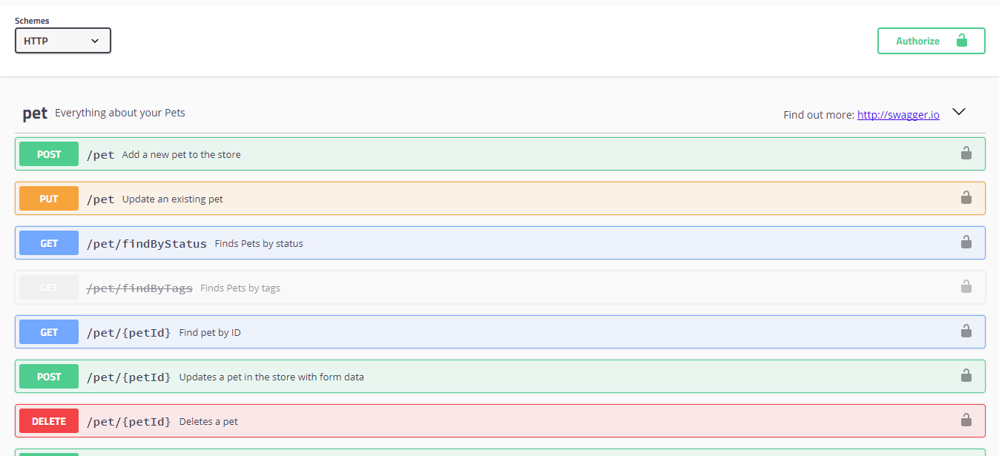 Schemes
HTTP
Authorize
pet Everything about your Pets Find out more: http://swagger.io
POST /pet Add a new pet to the store
PUT /pet Update an existing pet
GET /pet/findByStatus Finds Pets by status
GET /pet/findByTags Finds Pets by tags
GET /pet/{petId} Find pet by ID
POST /pet/{petId} Updates a pet in the store with form data
DELETE /pet/{petId} Deletes a pet